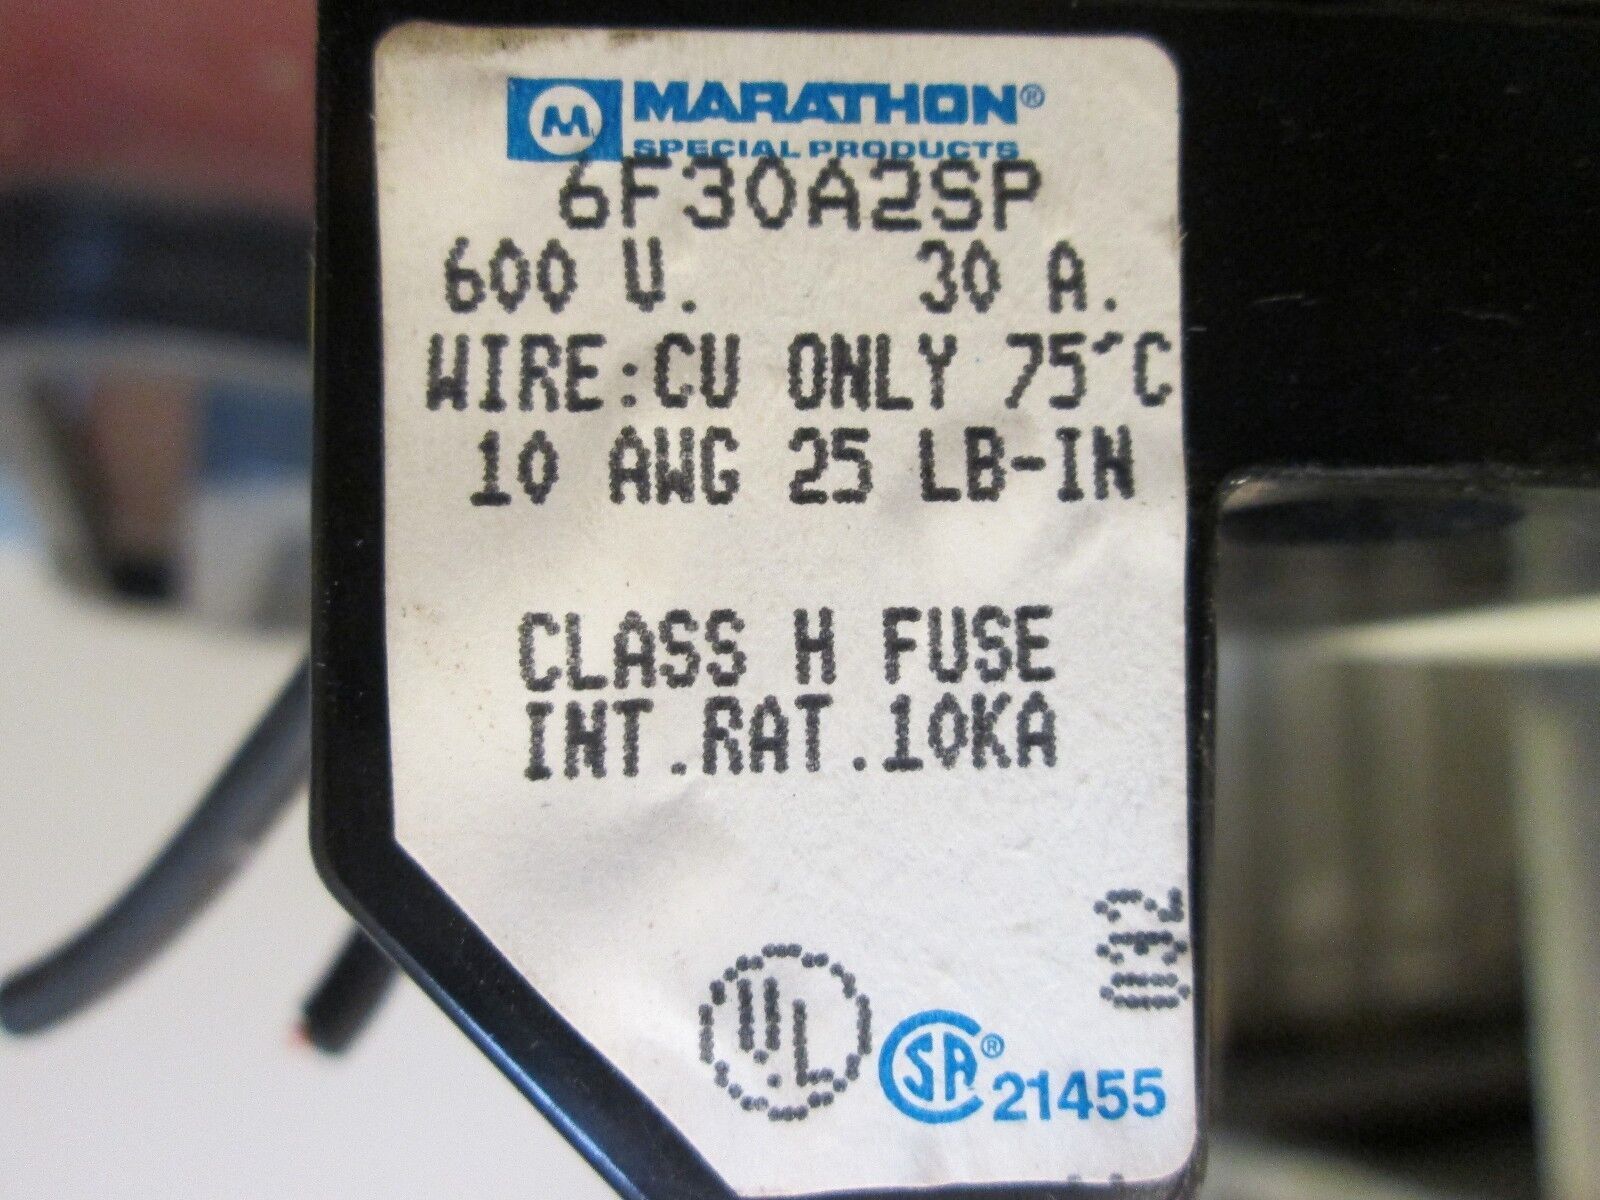 M MARATHON®
SPECIAL PRODUCTS
6F30A2SP
600 V. 30 A.
WIRE:CU ONLY 75°C
10 AWG 25 LB-IN
CLASS H FUSE
INT.RAT.10KA
UL
SA® 21455